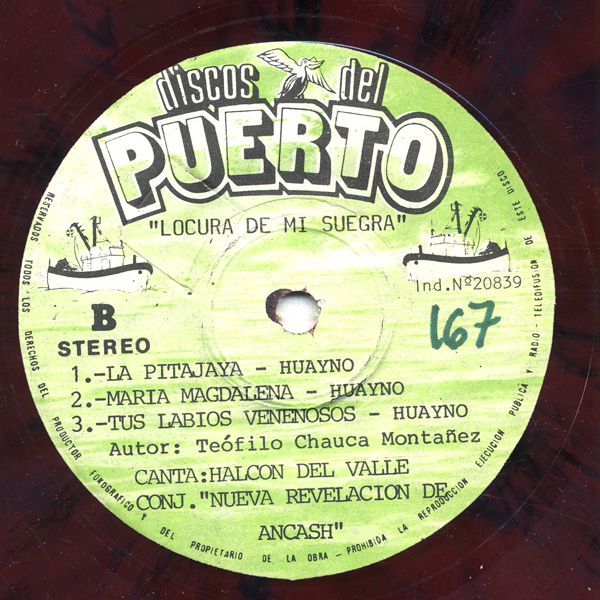 discos del
PUERTO
"LOCURA DE MI SUEGRA"
Ind.Nº20839
167
B
STEREO
1.-LA PITAJAYA - HUAYNO
2.-MARIA MAGDALENA - HUAYNO
3.-TUS LABIOS VENENOSOS - HUAYNO
Autor: Teófilo Chauca Montañez
CANTA:HALCON DEL VALLE
CONJ."NUEVA REVELACION DE
ANCASH"
RESERVADOS TODOS LOS DERECHOS DEL PRODUCTOR FONOGRAFICO Y DEL PROPIETARIO DE LA OBRA - PROHIBIDA LA REPRODUCCION EJECUCION PUBLICA Y RADIO - TELEDIFUSION DE ESTE DISCO